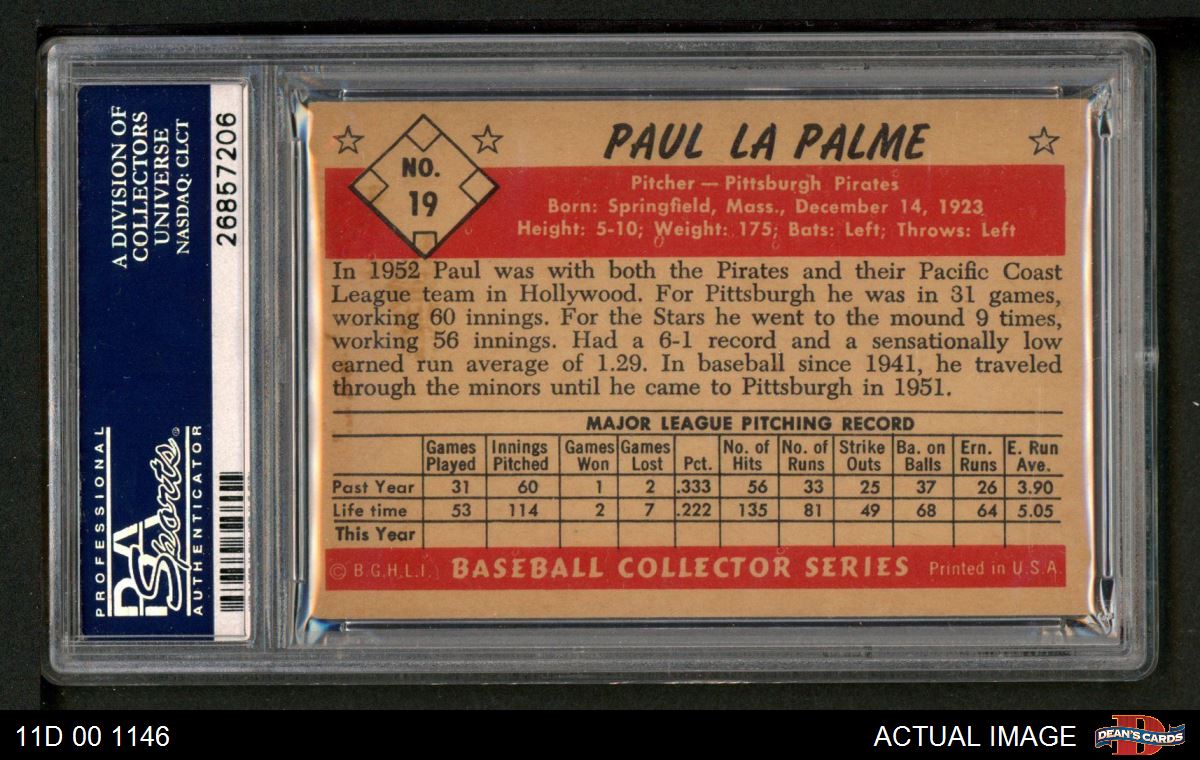 A DIVISION OF
COLLECTORS
UNIVERSE
NASDAQ: CLCT
26857206
PROFESSIONAL
PSA
Sports
AUTHENTICATOR
NO.
19
PAUL LA PALME
Pitcher — Pittsburgh Pirates
Born: Springfield, Mass., December 14, 1923
Height: 5-10; Weight: 175; Bats: Left; Throws: Left
In 1952 Paul was with both the Pirates and their Pacific Coast
League team in Hollywood. For Pittsburgh he was in 31 games,
working 60 innings. For the Stars he went to the mound 9 times,
working 56 innings. Had a 6-1 record and a sensationally low
earned run average of 1.29. In baseball since 1941, he traveled
through the minors until he came to Pittsburgh in 1951.
MAJOR LEAGUE PITCHING RECORD
Games Played Innings Pitched Games Won Games Lost Pct. No. of Hits No. of Runs Strike Outs Ba. on Balls Ern. Runs E. Run Ave.
Past Year 31 60 1 2 .333 56 33 25 37 26 3.90
Life time 53 114 2 7 .222 135 81 49 68 64 5.05
This Year
© B.G.H.L.I. BASEBALL COLLECTOR SERIES Printed in U.S.A.
11D 00 1146
ACTUAL IMAGE
DEAN'S CARDS